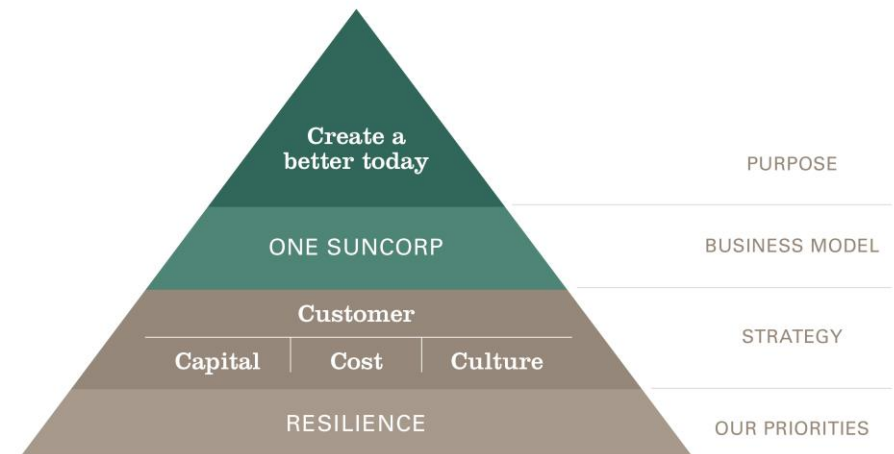 Create a
better today
PURPOSE
ONE SUNCORP
BUSINESS MODEL
Customer
Capital Cost Culture
STRATEGY
RESILIENCE
OUR PRIORITIES